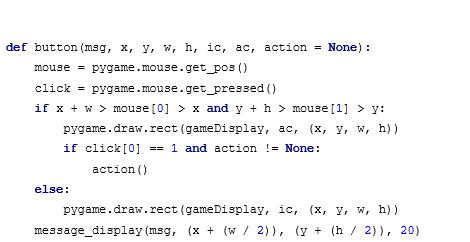 def button(msg, x, y, w, h, ic, ac, action = None):
    mouse = pygame.mouse.get_pos()
    click = pygame.mouse.get_pressed()
    if x + w > mouse[0] > x and y + h > mouse[1] > y:
        pygame.draw.rect(gameDisplay, ac, (x, y, w, h))
        if click[0] == 1 and action != None:
            action()
    else:
        pygame.draw.rect(gameDisplay, ic, (x, y, w, h))
    message_display(msg, (x + (w / 2)), (y + (h / 2)), 20)